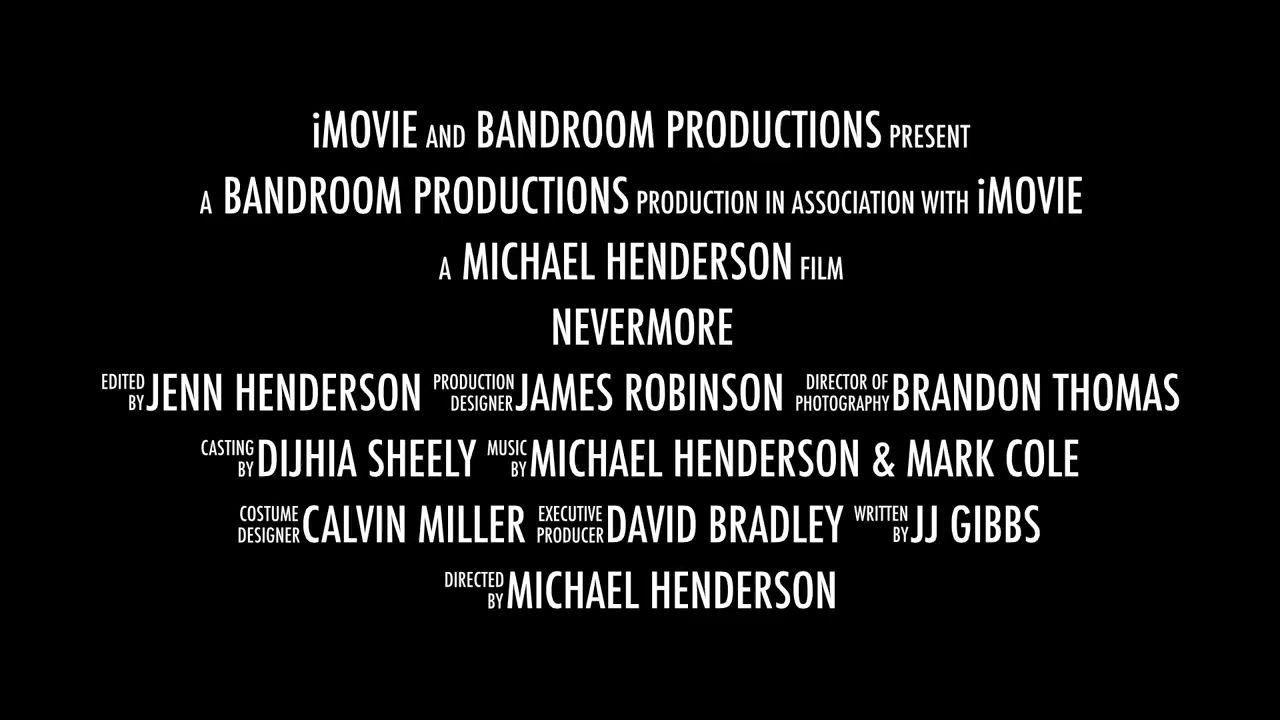 iMOVIE AND BANDROOM PRODUCTIONS PRESENT
A BANDROOM PRODUCTIONS PRODUCTION IN ASSOCIATION WITH iMOVIE
A MICHAEL HENDERSON FILM
NEVERMORE
EDITED BY JENN HENDERSON PRODUCTION DESIGNER JAMES ROBINSON DIRECTOR OF PHOTOGRAPHY BRANDON THOMAS
CASTING BY DIJHIA SHEELY MUSIC BY MICHAEL HENDERSON & MARK COLE
COSTUME DESIGNER CALVIN MILLER EXECUTIVE PRODUCER DAVID BRADLEY WRITTEN BY JJ GIBBS
DIRECTED BY MICHAEL HENDERSON